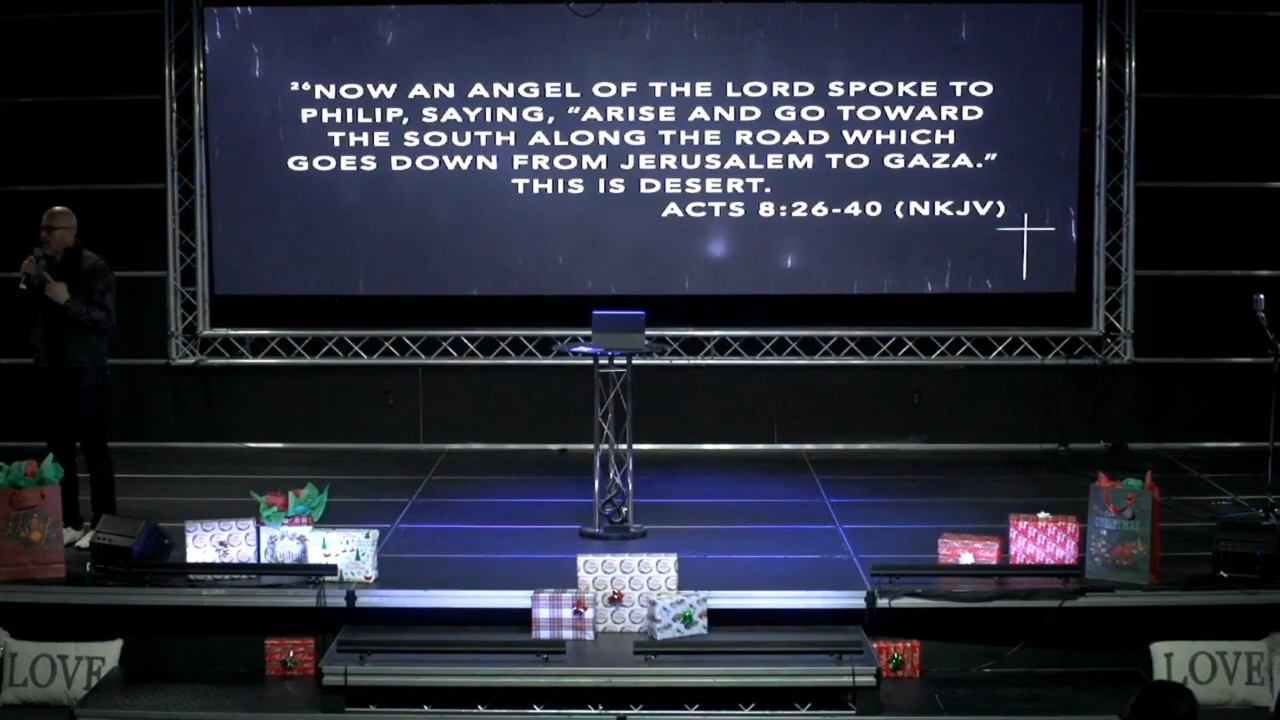 ²⁶NOW AN ANGEL OF THE LORD SPOKE TO
PHILIP, SAYING, “ARISE AND GO TOWARD
THE SOUTH ALONG THE ROAD WHICH
GOES DOWN FROM JERUSALEM TO GAZA.”
THIS IS DESERT.
ACTS 8:26-40 (NKJV)
CHRISTMAS
LOVE
LOVE